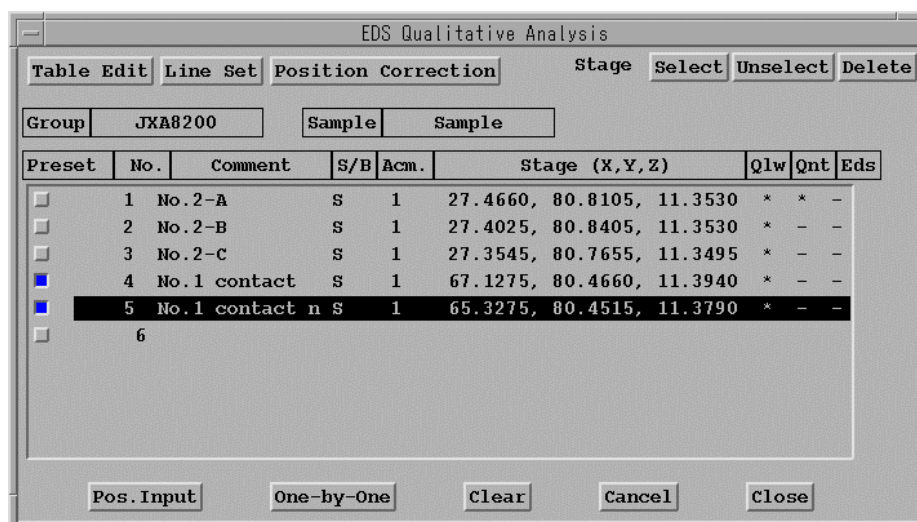 EDS Qualitative Analysis
Table Edit Line Set Position Correction Stage Select Unselect Delete
Group JXA8200 Sample Sample
Preset No. Comment S/B Acm. Stage (X,Y,Z) Qlw Qnt Eds
1 No.2-A S 1 27.4660, 80.8105, 11.3530 * * -
2 No.2-B S 1 27.4025, 80.8405, 11.3530 * - -
3 No.2-C S 1 27.3545, 80.7655, 11.3495 * - -
4 No.1 contact S 1 67.1275, 80.4660, 11.3940 * - -
5 No.1 contact n S 1 65.3275, 80.4515, 11.3790 * - -
6
Pos.Input One-by-One Clear Cancel Close